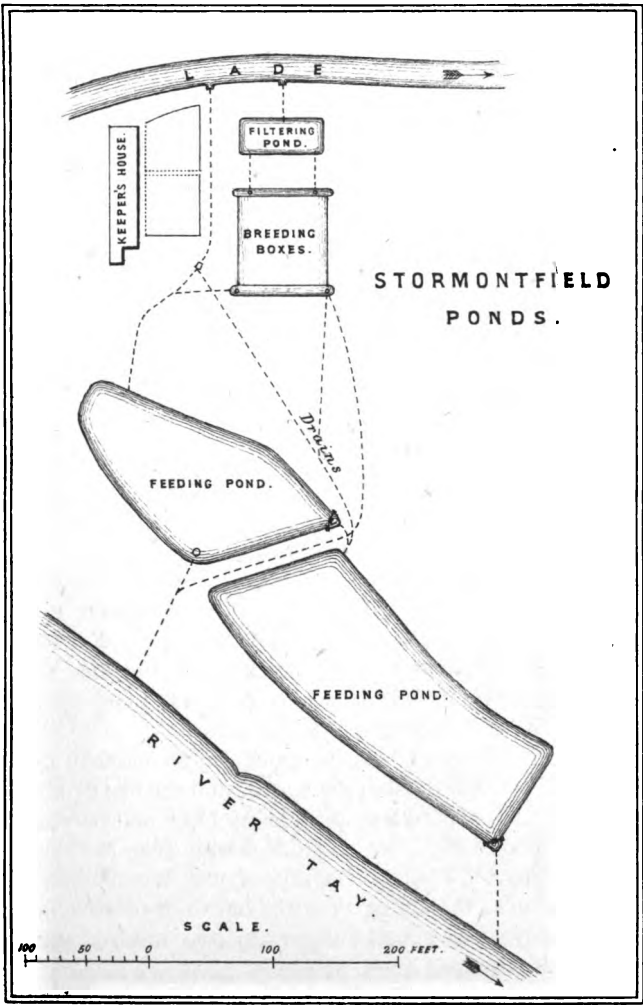 LADE
FILTERING
POND.
KEEPER'S HOUSE.
BREEDING
BOXES.
STORMONTFIELD
PONDS.
Drains
FEEDING POND.
FEEDING POND.
RIVER TAY
SCALE.
100 50 0 100 200 FEET.